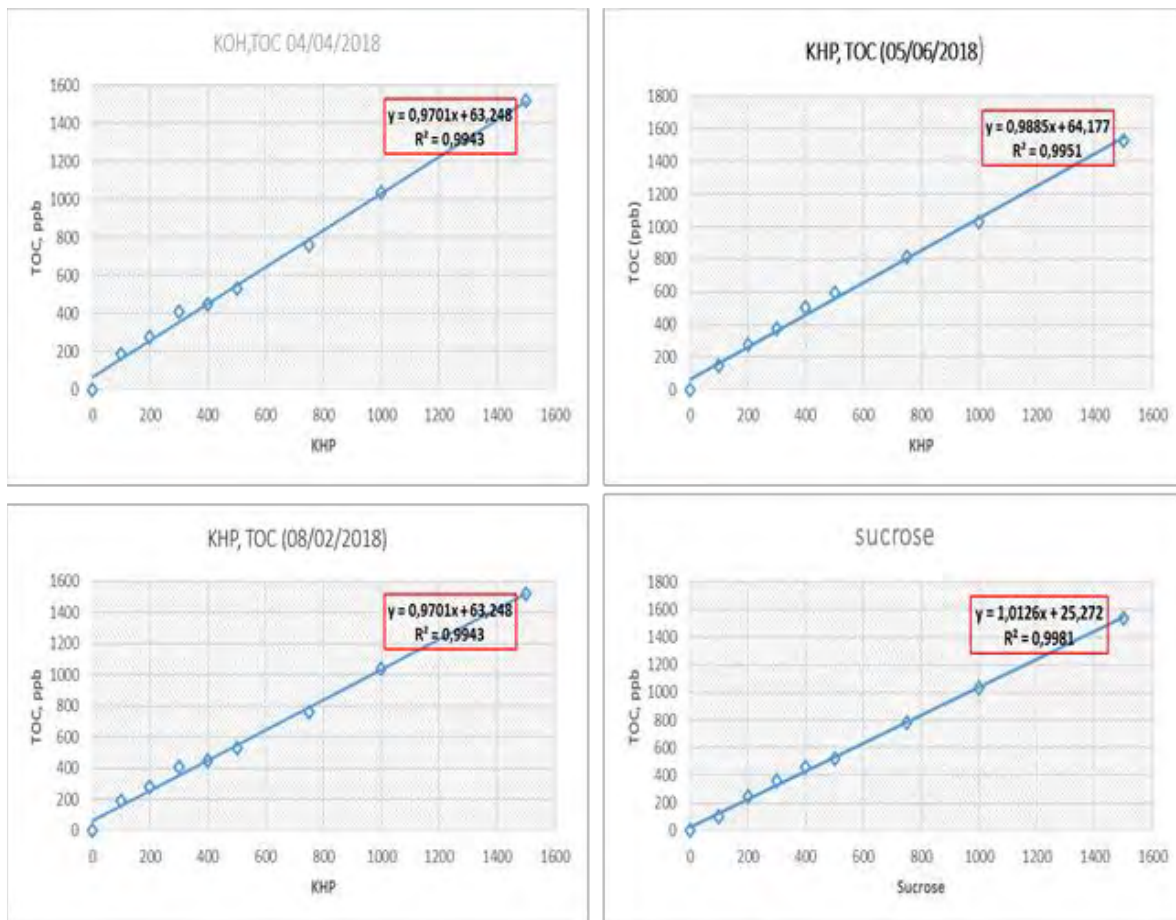 KOH,TOC 04/04/2018
1600
1400
1200
1000
800
600
400
200
0
TOC, ppb
y = 0,9701x + 63,248
R² = 0,9943
0 200 400 600 800 1000 1200 1400 1600
KHP
KHP, TOC (05/06/2018)
1800
1600
1400
1200
1000
800
600
400
200
0
TOC (ppb)
y = 0,9885x + 64,177
R² = 0,9951
0 200 400 600 800 1000 1200 1400 1600
KHP
KHP, TOC (08/02/2018)
1600
1400
1200
1000
800
600
400
200
0
TOC, ppb
y = 0,9701x + 63,248
R² = 0,9943
0 200 400 600 800 1000 1200 1400 1600
KHP
sucrose
1800
1600
1400
1200
1000
800
600
400
200
0
TOC, ppb
y = 1,0126x + 25,272
R² = 0,9981
0 200 400 600 800 1000 1200 1400 1600
Sucrose